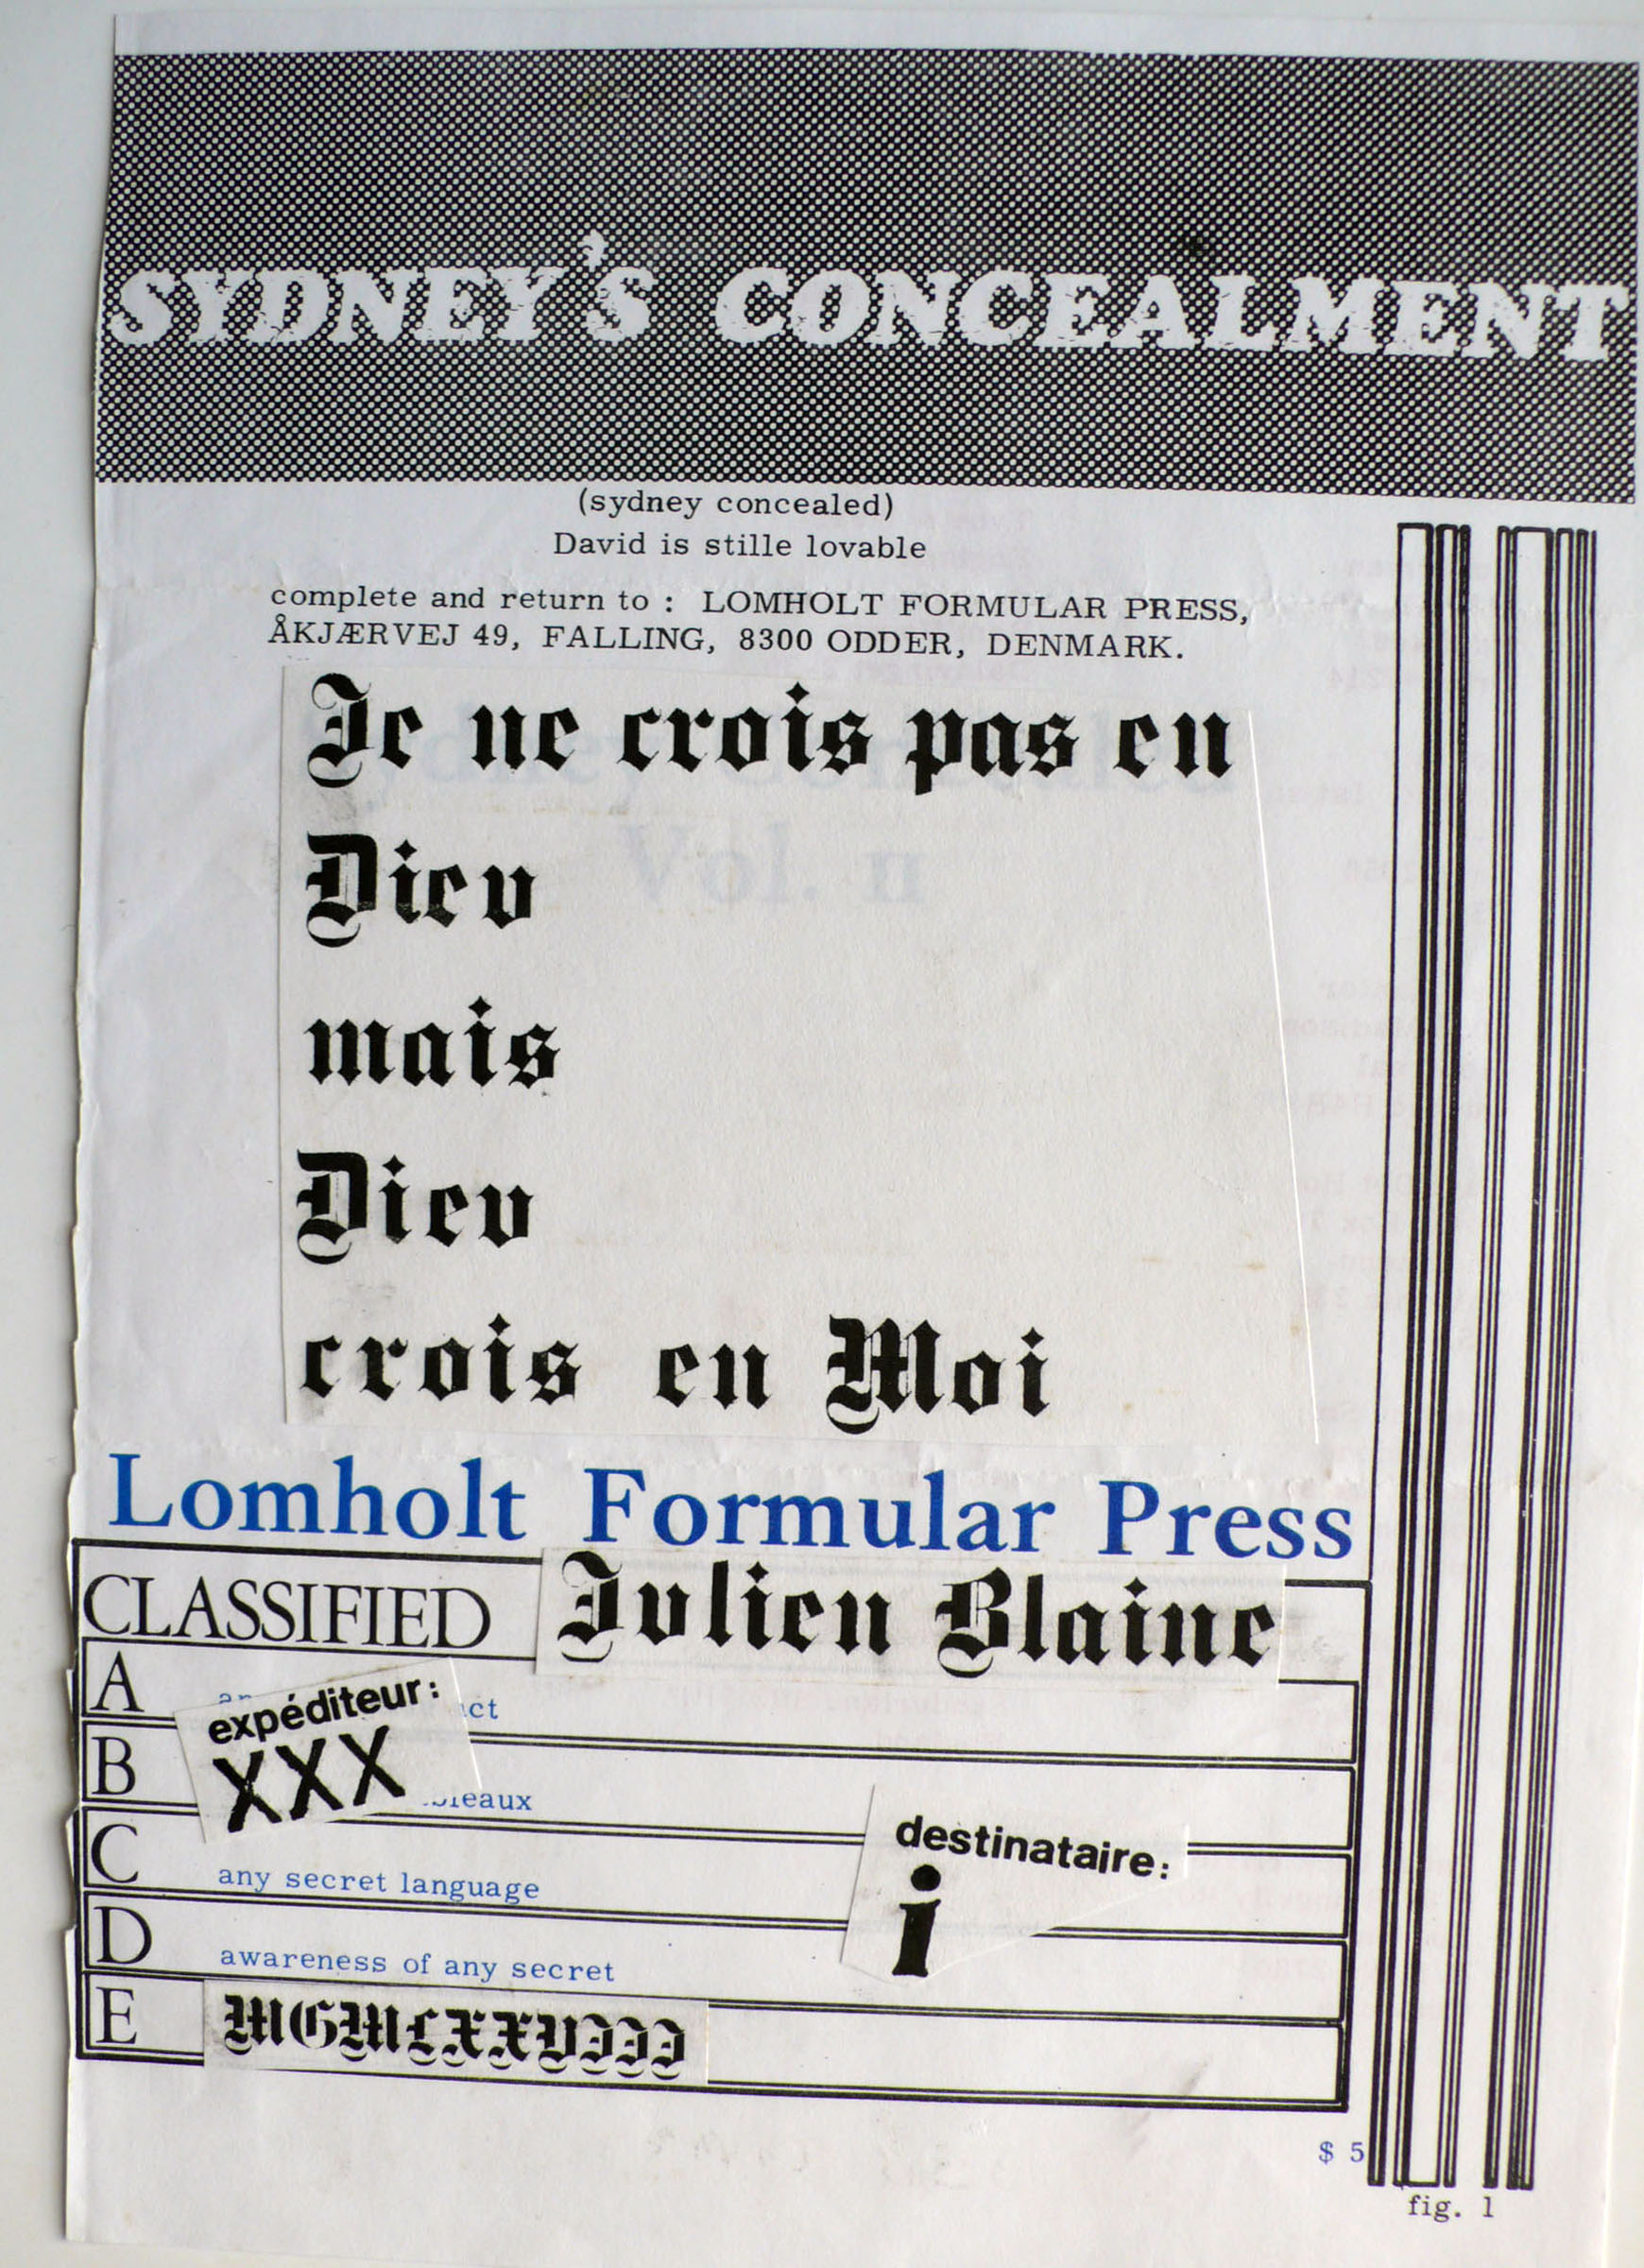 SYDNEY'S CONCEALMENT
(sydney concealed)
David is stille lovable
complete and return to : LOMHOLT FORMULAR PRESS,
ÅKJÆRVEJ 49, FALLING, 8300 ODDER, DENMARK.
Je ne crois pas en
Dieu
mais
Dieu
crois en Moi
Lomholt Formular Press
CLASSIFIED Julien Blaine
A
expéditeur:
XXX
B
C any secret language
destinataire:
i
D awareness of any secret
E MGMLXXVIII
$ 5
fig. 1
Vol. n